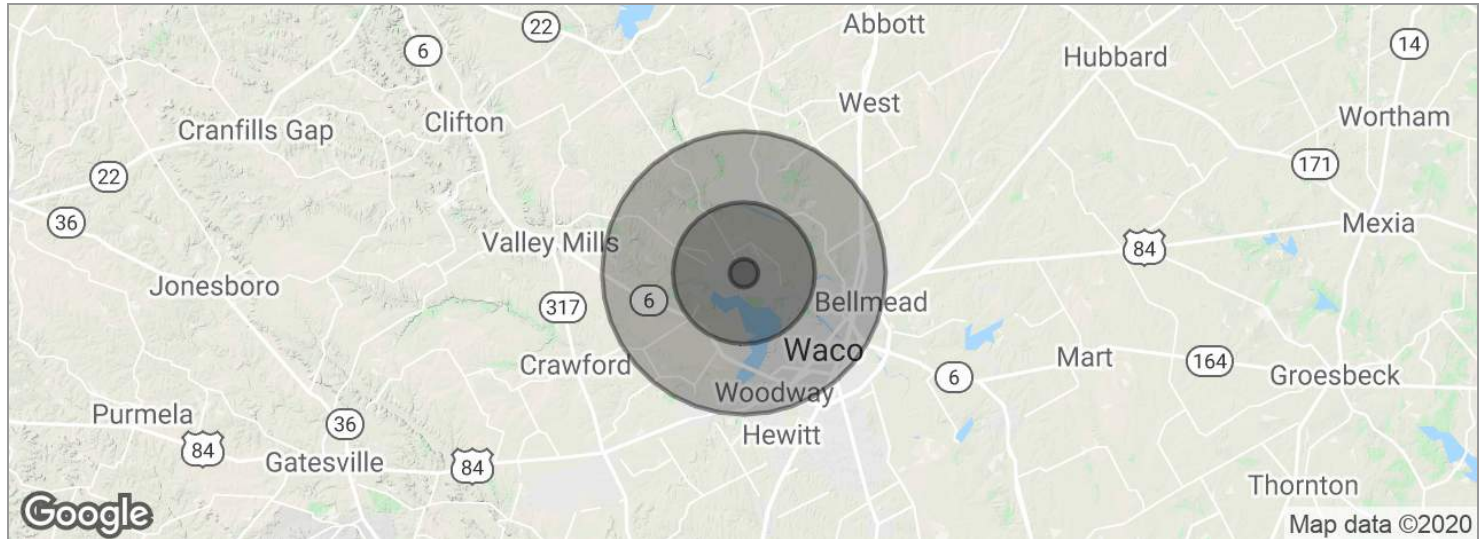 22
Abbott
14
6
Hubbard
West
Wortham
Cranfills Gap
Clifton
171
22
36
Mexia
Valley Mills
84
Jonesboro
6
317
Bellmead
Waco
Mart
164
Crawford
6
Groesbeck
Woodway
Purmela
36
Hewitt
84
Gatesville
84
Thornton
Google
Map data ©2020